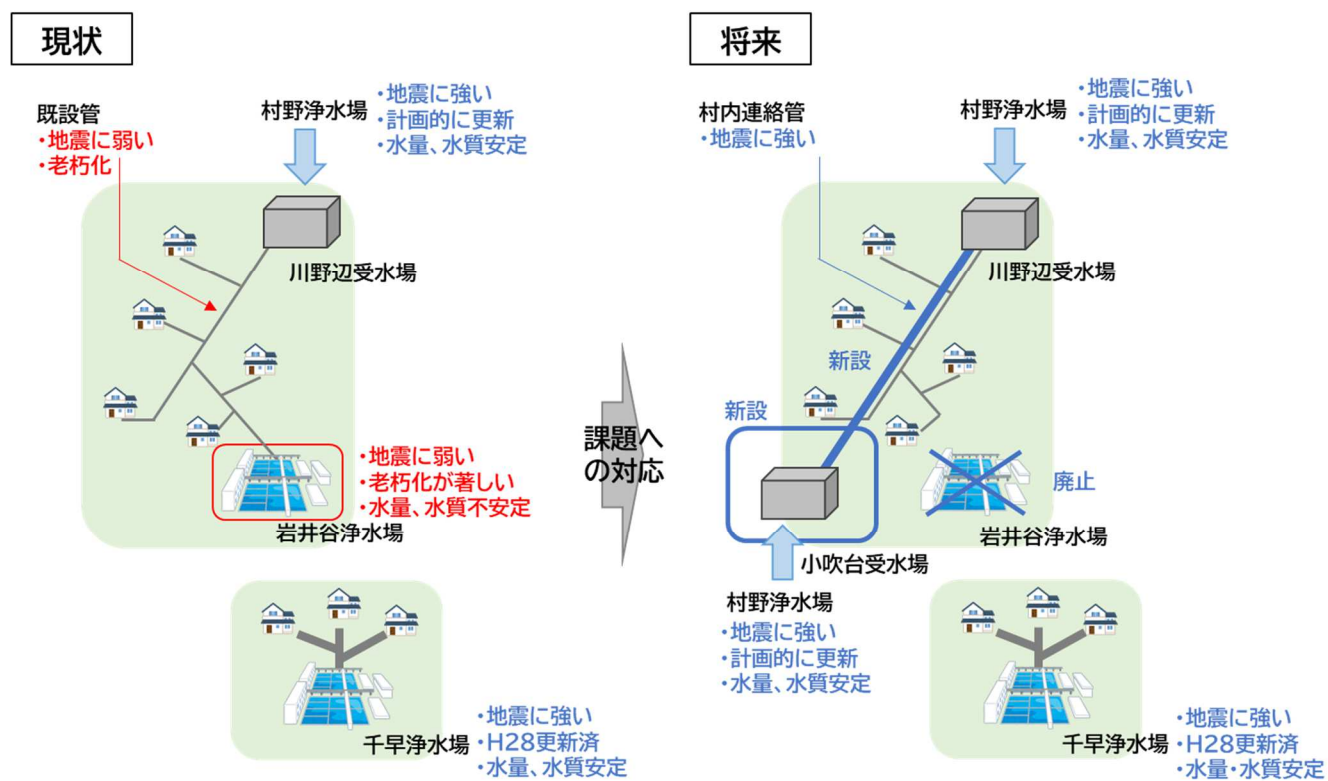 現状
既設管
・地震に弱い
・老朽化
村野浄水場
・地震に強い
・計画的に更新
・水量、水質安定
川野辺受水場
・地震に弱い
・老朽化が著しい
・水量、水質不安定
岩井谷浄水場
千早浄水場
・地震に強い
・H28更新済
・水量、水質安定
課題へ
の対応
将来
村内連絡管
・地震に強い
村野浄水場
・地震に強い
・計画的に更新
・水量、水質安定
川野辺受水場
新設
新設
廃止
岩井谷浄水場
小吹台受水場
村野浄水場
・地震に強い
・計画的に更新
・水量、水質安定
千早浄水場
・地震に強い
・H28更新済
・水量・水質安定